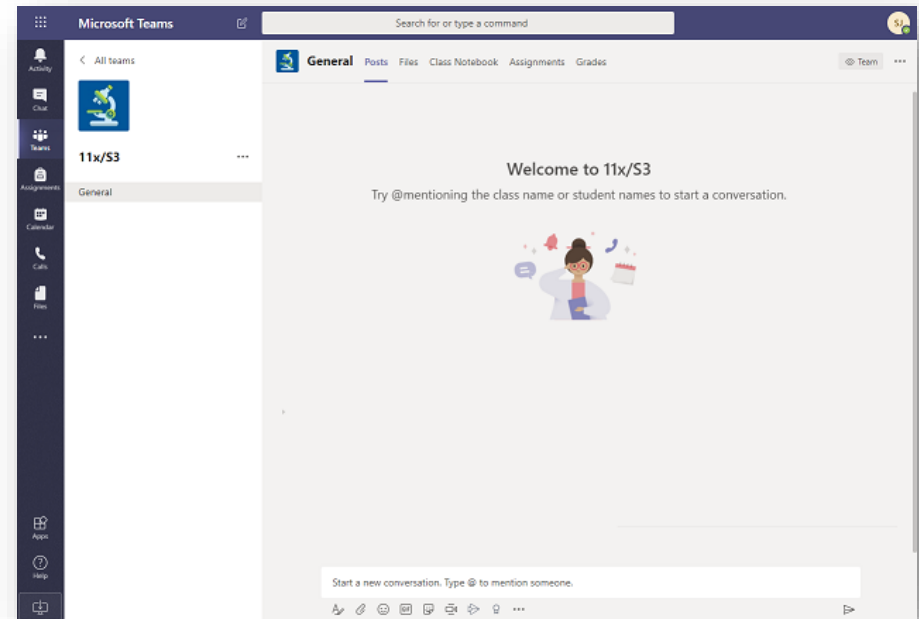 Microsoft Teams
Search for or type a command
SJ
Activity
Chat
Teams
Assignments
Calendar
Calls
Files
Apps
Help
All teams
11x/S3
General
General Posts Files Class Notebook Assignments Grades
Team
Welcome to 11x/S3
Try @mentioning the class name or student names to start a conversation.
Start a new conversation. Type @ to mention someone.
GIF